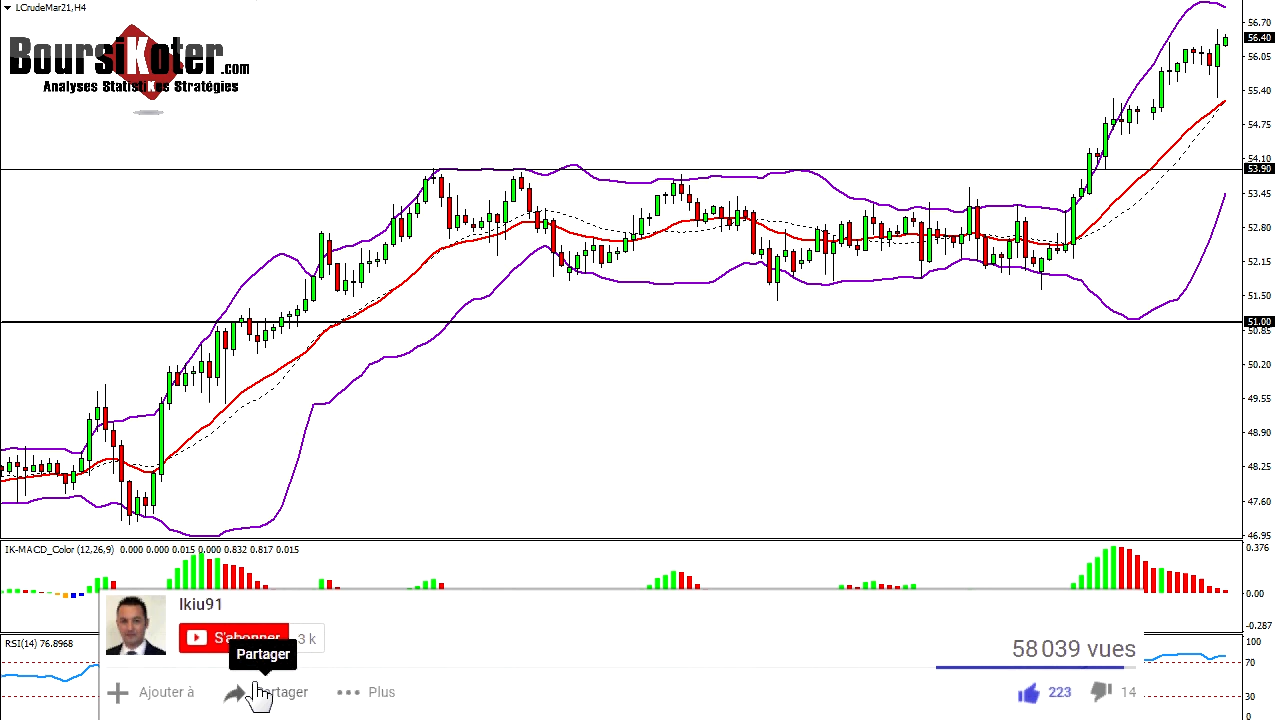 LCrudeMar21,H4
BoursiKoter.com
Analyses StatistiKes Stratégies
56.70
56.40
56.05
55.40
54.75
54.10
53.90
53.45
52.80
52.15
51.50
51.00
50.85
50.20
49.55
48.90
48.25
47.60
46.95
IK-MACD_Color (12,26,9) 0.000 0.000 0.015 0.000 0.832 0.817 0.015
0.376
0.00
-0.287
RSI(14) 76.8968
100
70
30
0
Ikiu91
S'abonner 3 k
Partager
58 039 vues
Ajouter à Partager Plus
223 14